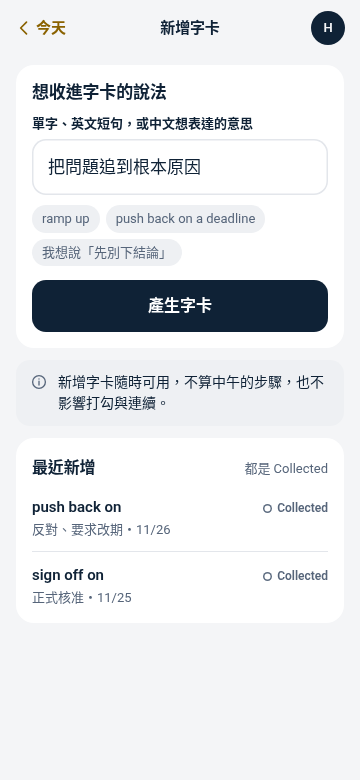 今天
新增字卡
H
想收進字卡的說法
單字、英文短句，或中文想表達的意思
把問題追到根本原因
ramp up
push back on a deadline
我想說「先別下結論」
產生字卡
新增字卡隨時可用，不算中午的步驟，也不
影響打勾與連續。
最近新增
都是 Collected
push back on
Collected
反對、要求改期 • 11/26
sign off on
Collected
正式核准 • 11/25